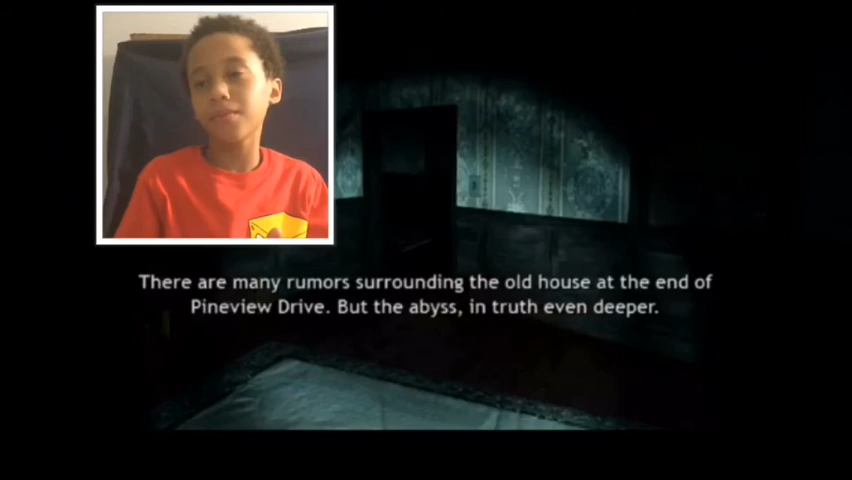 There are many rumors surrounding the old house at the end of
Pineview Drive. But the abyss, in truth even deeper.